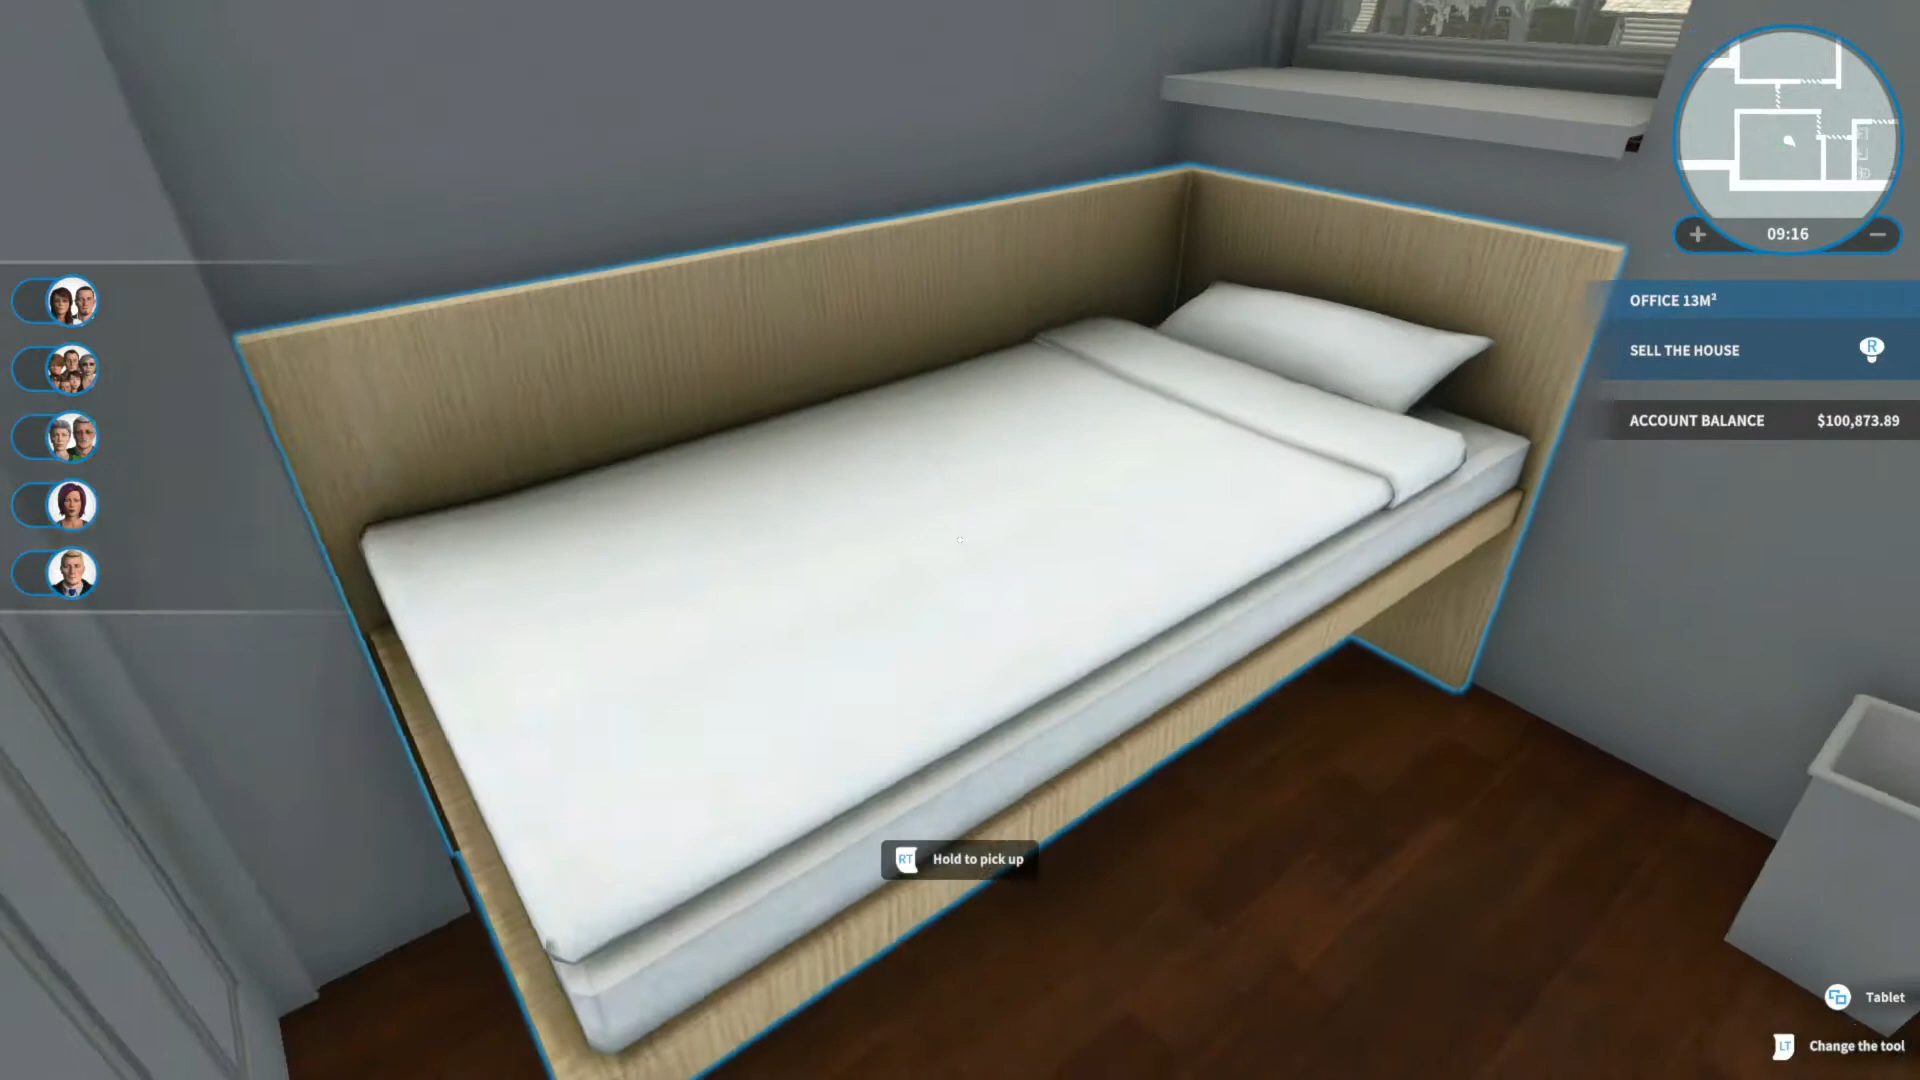 + 09:16 −
OFFICE 13M²
SELL THE HOUSE R
ACCOUNT BALANCE $100,873.89
RT Hold to pick up
Tablet
LT Change the tool